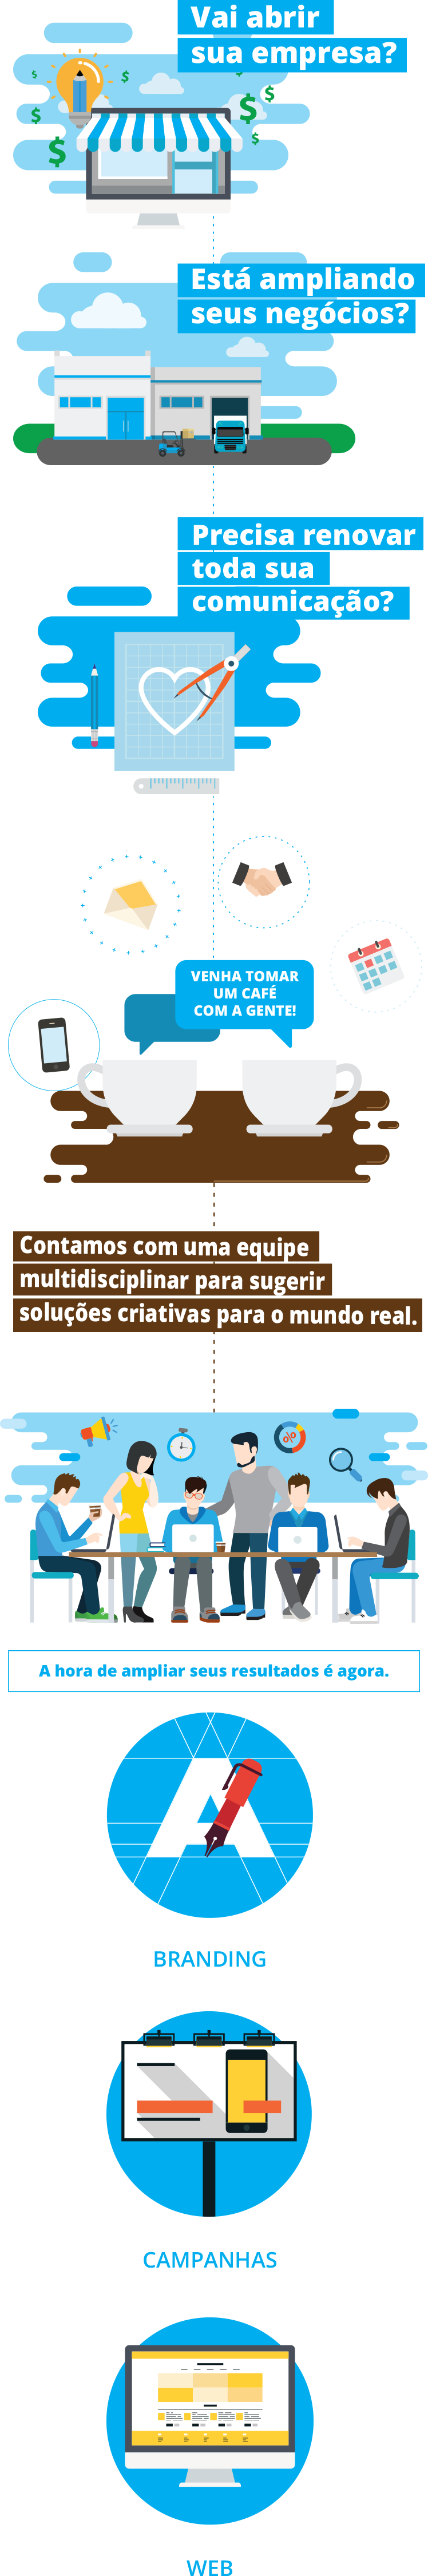 Vai abrir
sua empresa?
$
$
$
$
$
$
$
Está ampliando
seus negócios?
Precisa renovar
toda sua
comunicação?
VENHA TOMAR
UM CAFÉ
COM A GENTE!
Contamos com uma equipe
multidisciplinar para sugerir
soluções criativas para o mundo real.
%
A hora de ampliar seus resultados é agora.
A
BRANDING
CAMPANHAS
WEB